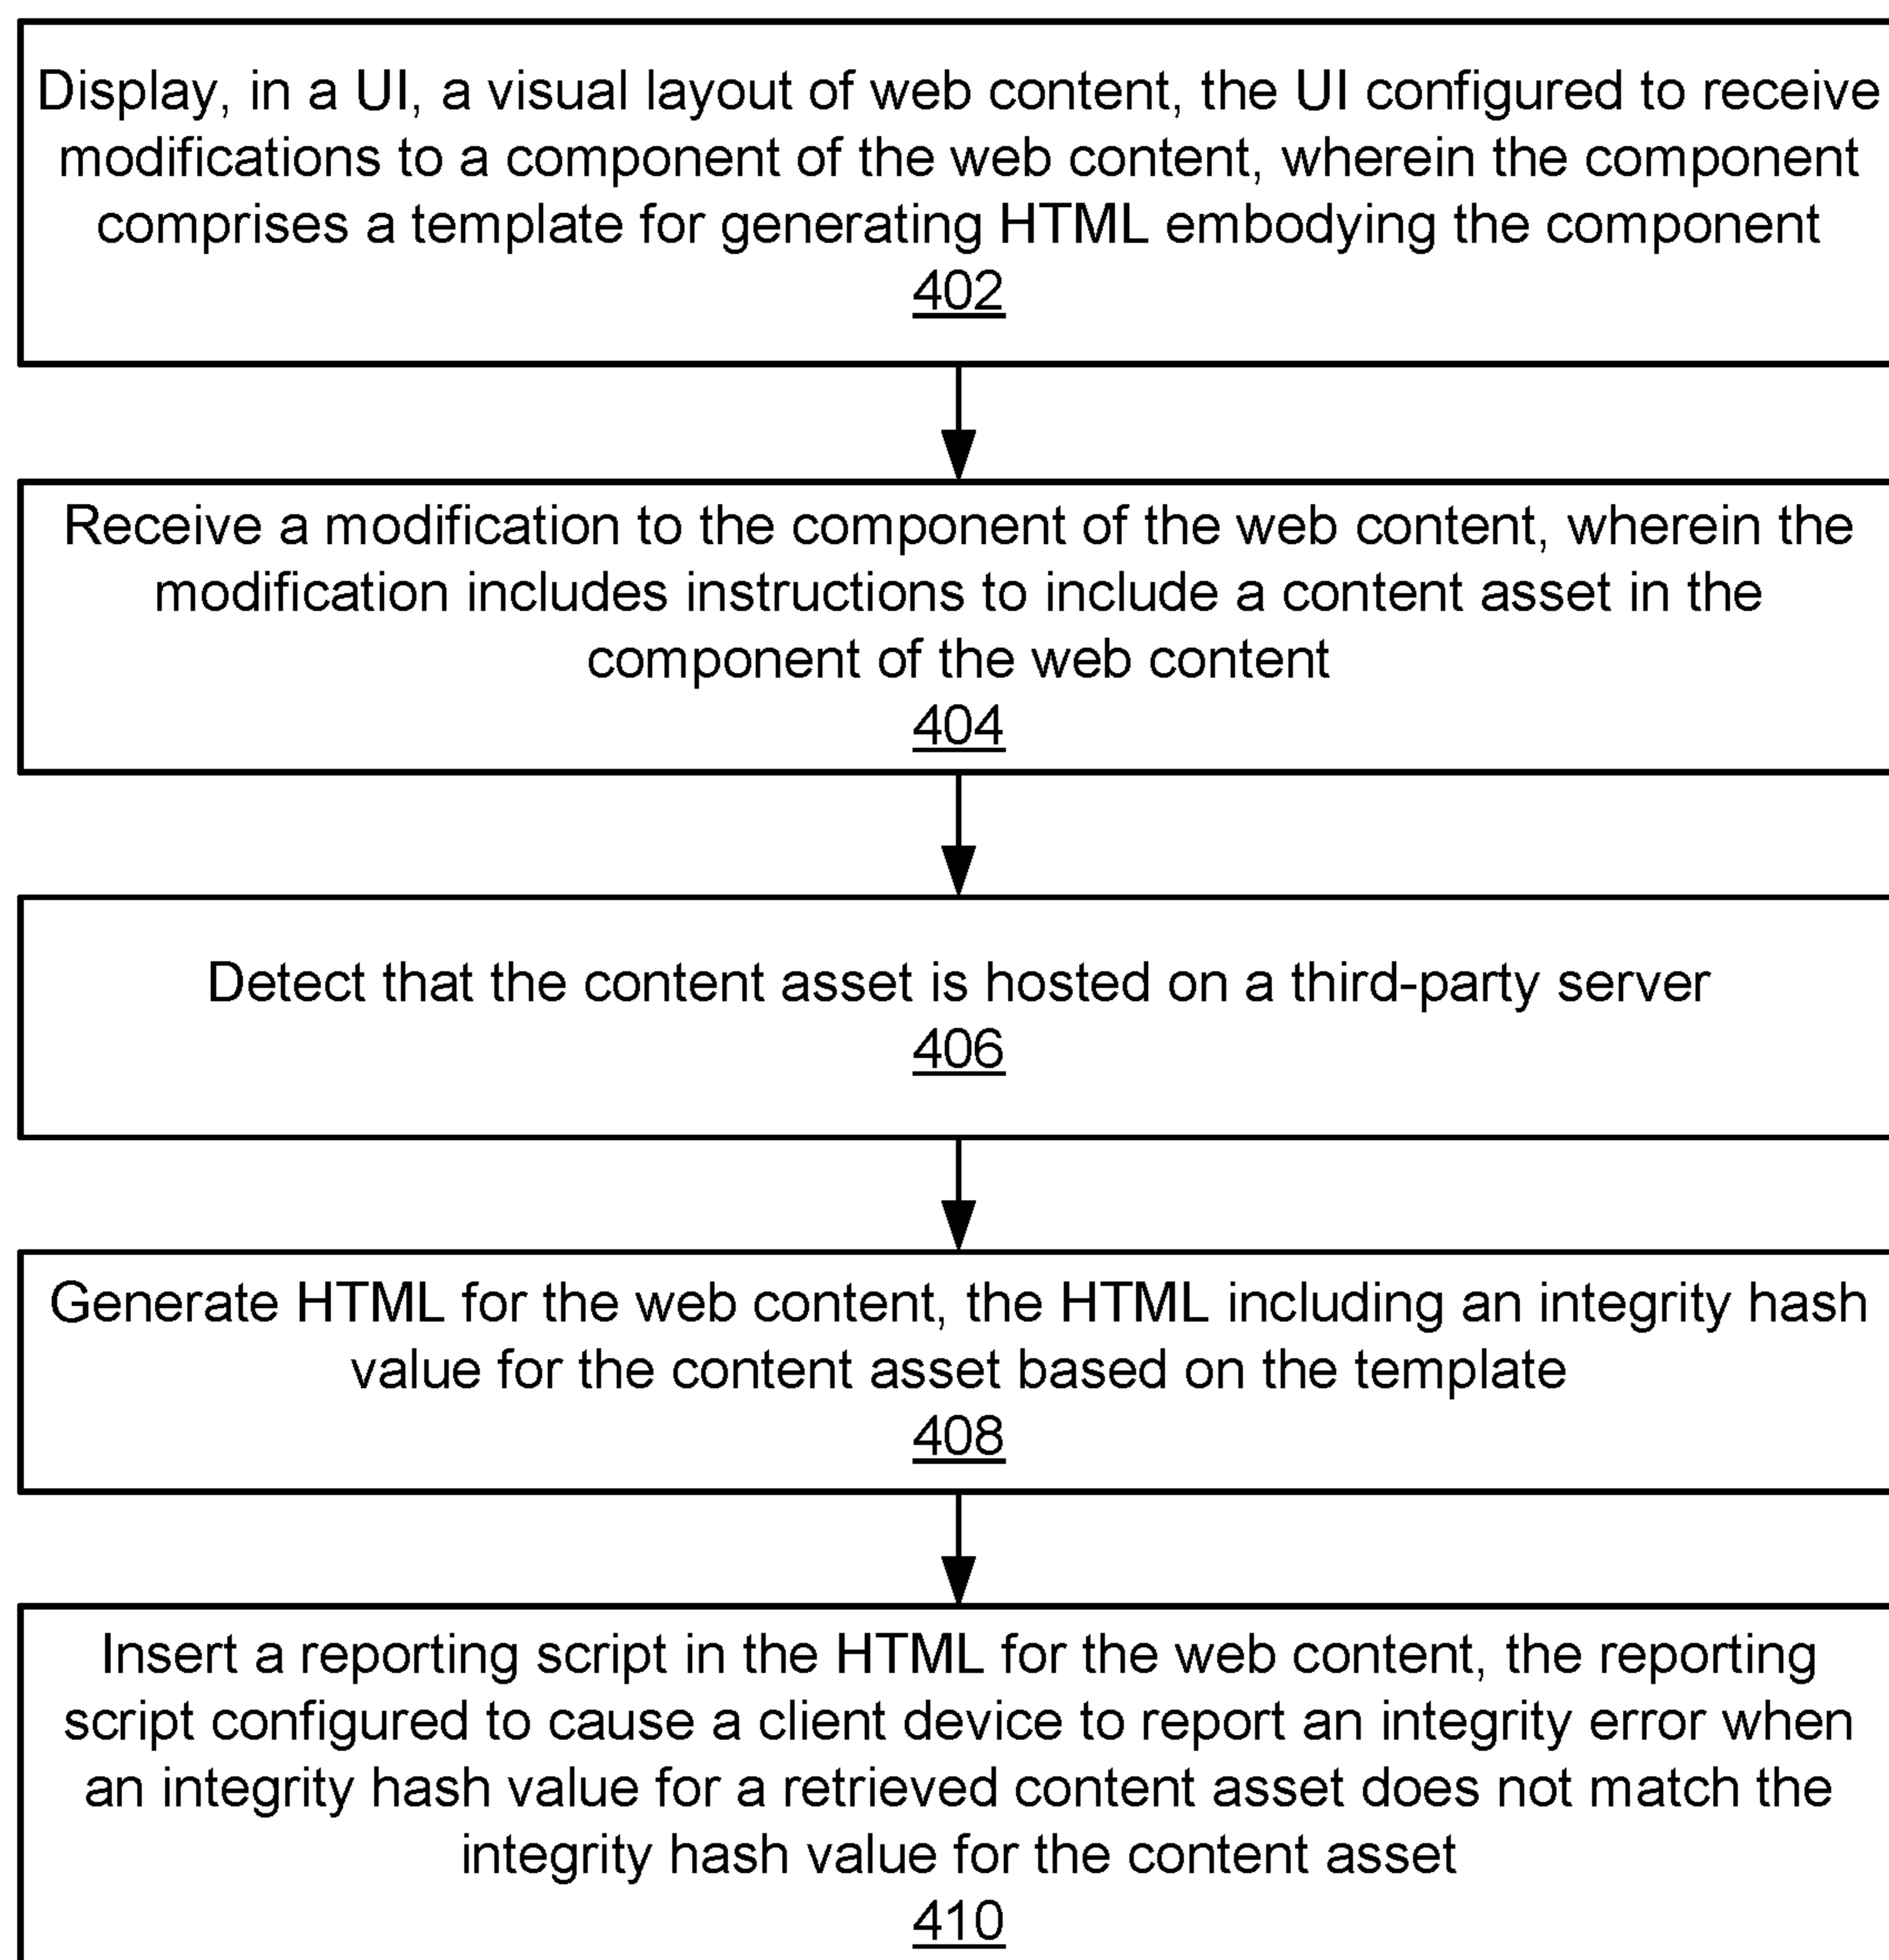 Display, in a UI, a visual layout of web content, the UI configured to receive
modifications to a component of the web content, wherein the component
comprises a template for generating HTML embodying the component
402
Receive a modification to the component of the web content, wherein the
modification includes instructions to include a content asset in the
component of the web content
404
Detect that the content asset is hosted on a third-party server
406
Generate HTML for the web content, the HTML including an integrity hash
value for the content asset based on the template
408
Insert a reporting script in the HTML for the web content, the reporting
script configured to cause a client device to report an integrity error when
an integrity hash value for a retrieved content asset does not match the
integrity hash value for the content asset
410